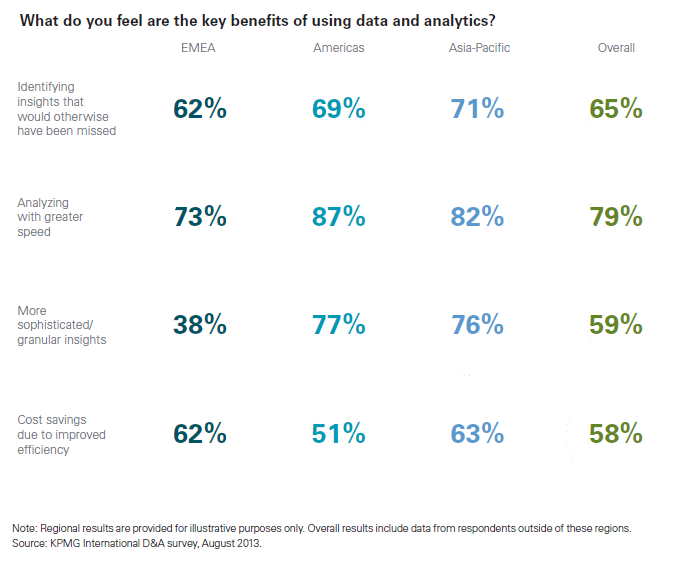 What do you feel are the key benefits of using data and analytics?
EMEA Americas Asia-Pacific Overall
Identifying
insights that
would otherwise
have been missed
62% 69% 71% 65%
Analyzing
with greater
speed
73% 87% 82% 79%
More
sophisticated/
granular insights
38% 77% 76% 59%
Cost savings
due to improved
efficiency
62% 51% 63% 58%
Note: Regional results are provided for illustrative purposes only. Overall results include data from respondents outside of these regions.
Source: KPMG International D&A survey, August 2013.